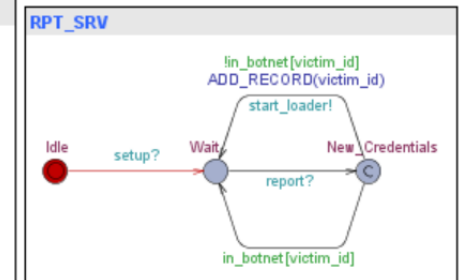 RPT_SRV
!in_botnet[victim_id]
ADD_RECORD(victim_id)
start_loader!
Idle
setup?
Wait
New_Credentials
C
report?
in_botnet[victim_id]